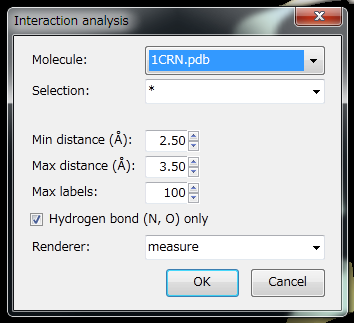 Interaction analysis
Molecule: 1CRN.pdb
Selection: *
Min distance (Å): 2.50
Max distance (Å): 3.50
Max labels: 100
Hydrogen bond (N, O) only
Renderer: measure
OK Cancel